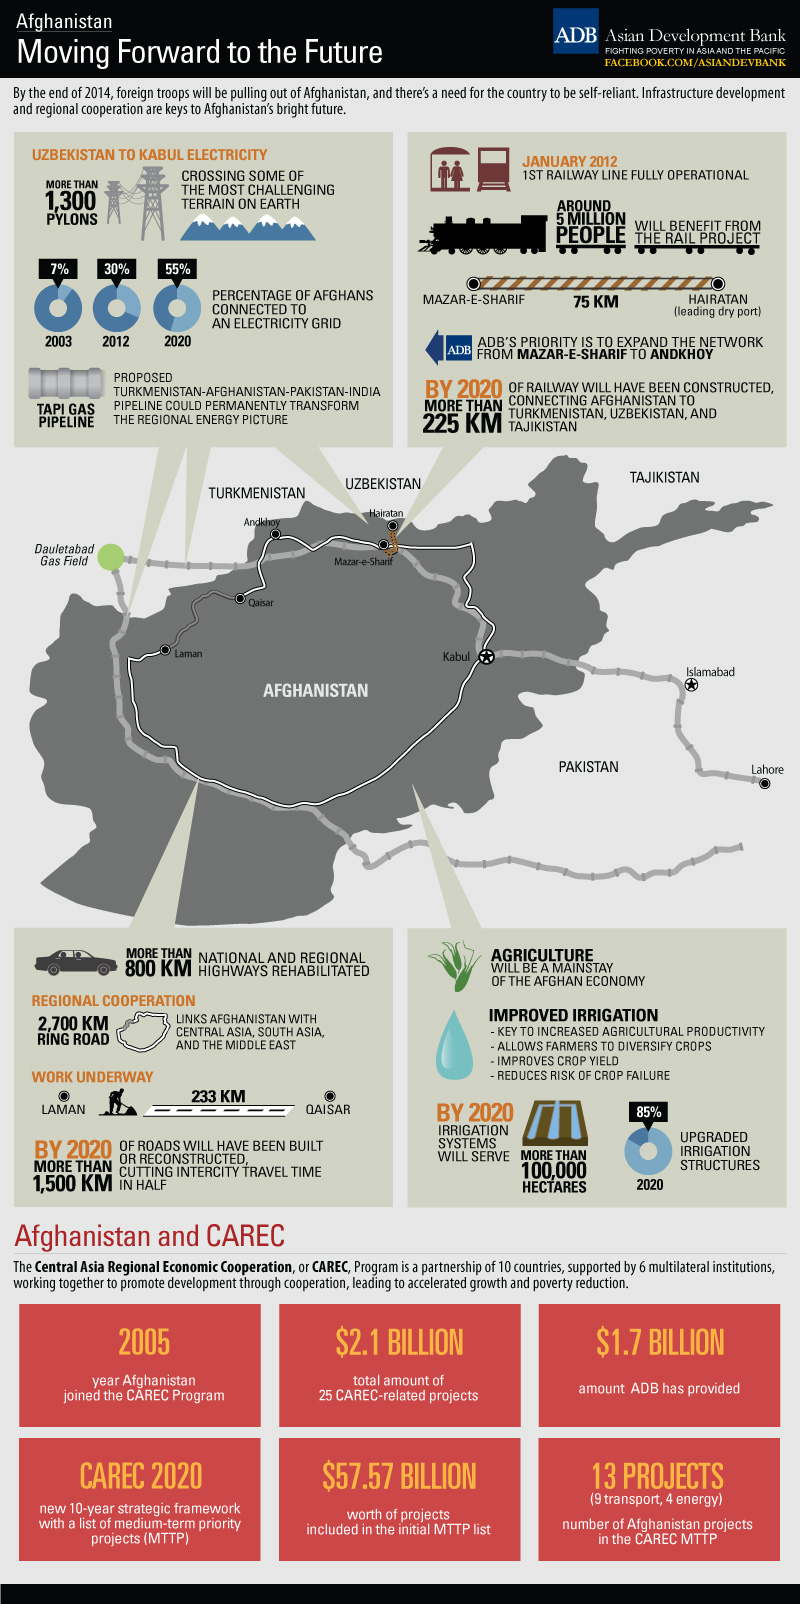 Afghanistan
Moving Forward to the Future
ADB
Asian Development Bank
FIGHTING POVERTY IN ASIA AND THE PACIFIC
FACEBOOK.COM/ASIANDEVBANK
By the end of 2014, foreign troops will be pulling out of Afghanistan, and there's a need for the country to be self-reliant. Infrastructure development
and regional cooperation are keys to Afghanistan's bright future.
UZBEKISTAN TO KABUL ELECTRICITY
MORE THAN
1,300
PYLONS
CROSSING SOME OF
THE MOST CHALLENGING
TERRAIN ON EARTH
7%
30%
55%
2003
2012
2020
PERCENTAGE OF AFGHANS
CONNECTED TO
AN ELECTRICITY GRID
TAPI GAS
PIPELINE
PROPOSED
TURKMENISTAN-AFGHANISTAN-PAKISTAN-INDIA
PIPELINE COULD PERMANENTLY TRANSFORM
THE REGIONAL ENERGY PICTURE
JANUARY 2012
1ST RAILWAY LINE FULLY OPERATIONAL
AROUND
5 MILLION
PEOPLE
WILL BENEFIT FROM
THE RAIL PROJECT
MAZAR-E-SHARIF
75 KM
HAIRATAN
(leading dry port)
ADB
ADB'S PRIORITY IS TO EXPAND THE NETWORK
FROM MAZAR-E-SHARIF TO ANDKHOY
BY 2020
MORE THAN
225 KM
OF RAILWAY WILL HAVE BEEN CONSTRUCTED,
CONNECTING AFGHANISTAN TO
TURKMENISTAN, UZBEKISTAN, AND
TAJIKISTAN
TURKMENISTAN
UZBEKISTAN
TAJIKISTAN
Hairatan
Andkhoy
Dauletabad
Gas Field
Mazar-e-Sharif
Qaisar
Laman
Kabul
Islamabad
AFGHANISTAN
PAKISTAN
Lahore
MORE THAN
800 KM
NATIONAL AND REGIONAL
HIGHWAYS REHABILITATED
REGIONAL COOPERATION
2,700 KM
RING ROAD
LINKS AFGHANISTAN WITH
CENTRAL ASIA, SOUTH ASIA,
AND THE MIDDLE EAST
WORK UNDERWAY
LAMAN
233 KM
QAISAR
BY 2020
MORE THAN
1,500 KM
OF ROADS WILL HAVE BEEN BUILT
OR RECONSTRUCTED,
CUTTING INTERCITY TRAVEL TIME
IN HALF
AGRICULTURE
WILL BE A MAINSTAY
OF THE AFGHAN ECONOMY
IMPROVED IRRIGATION
- KEY TO INCREASED AGRICULTURAL PRODUCTIVITY
- ALLOWS FARMERS TO DIVERSIFY CROPS
- IMPROVES CROP YIELD
- REDUCES RISK OF CROP FAILURE
BY 2020
IRRIGATION
SYSTEMS
WILL SERVE
MORE THAN
100,000
HECTARES
85%
2020
UPGRADED
IRRIGATION
STRUCTURES
Afghanistan and CAREC
The Central Asia Regional Economic Cooperation, or CAREC, Program is a partnership of 10 countries, supported by 6 multilateral institutions,
working together to promote development through cooperation, leading to accelerated growth and poverty reduction.
2005
year Afghanistan
joined the CAREC Program
$2.1 BILLION
total amount of
25 CAREC-related projects
$1.7 BILLION
amount ADB has provided
CAREC 2020
new 10-year strategic framework
with a list of medium-term priority
projects (MTTP)
$57.57 BILLION
worth of projects
included in the initial MTTP list
13 PROJECTS
(9 transport, 4 energy)
number of Afghanistan projects
in the CAREC MTTP